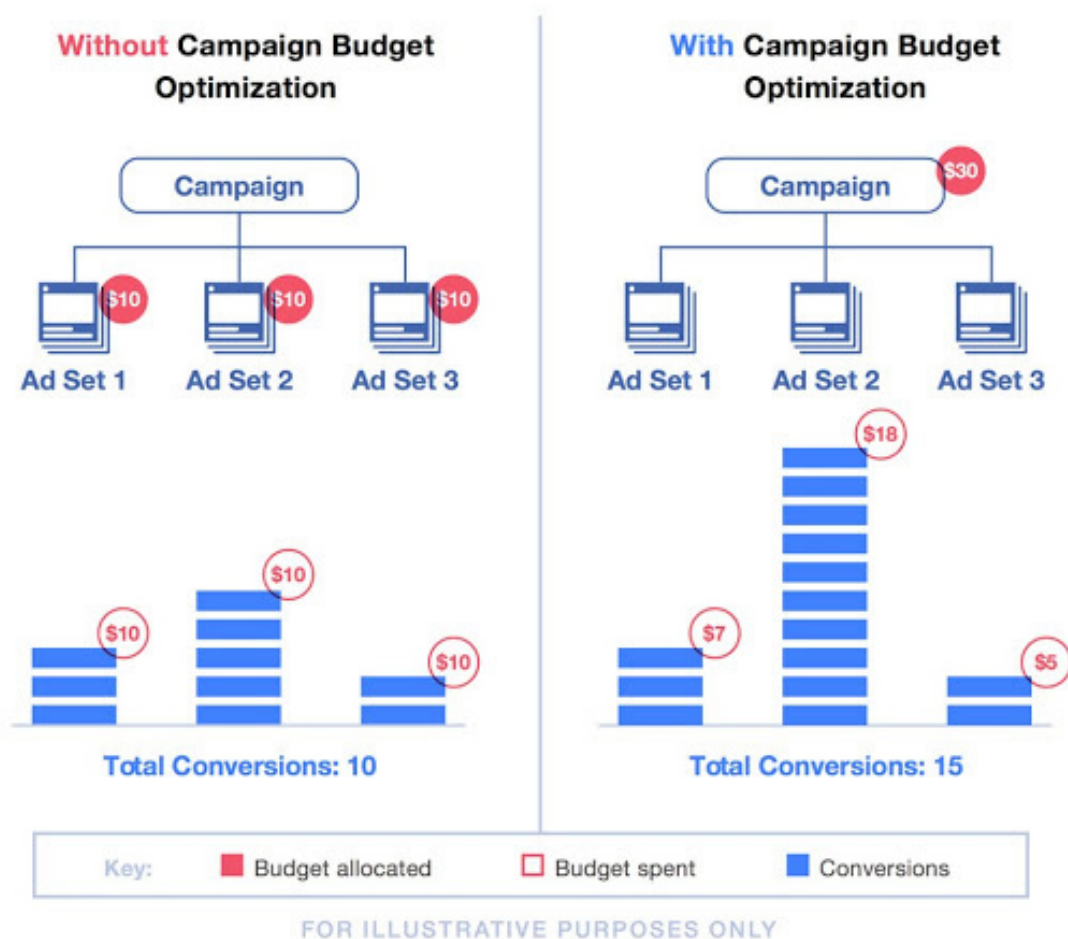 Without Campaign Budget
Optimization
Campaign
$10
$10
$10
Ad Set 1
Ad Set 2
Ad Set 3
$10
$10
$10
Total Conversions: 10
With Campaign Budget
Optimization
Campaign
$30
Ad Set 1
Ad Set 2
Ad Set 3
$7
$18
$5
Total Conversions: 15
Key:
Budget allocated
Budget spent
Conversions
FOR ILLUSTRATIVE PURPOSES ONLY